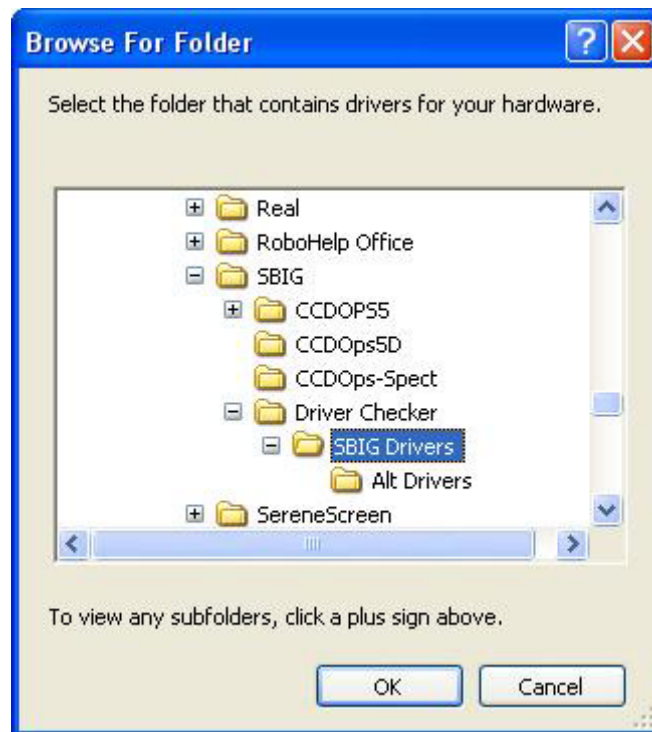 Browse For Folder
Select the folder that contains drivers for your hardware.
Real
RoboHelp Office
SBIG
CCDOPS5
CCDOps5D
CCDOps-Spect
Driver Checker
SBIG Drivers
Alt Drivers
SereneScreen
To view any subfolders, click a plus sign above.
OK Cancel